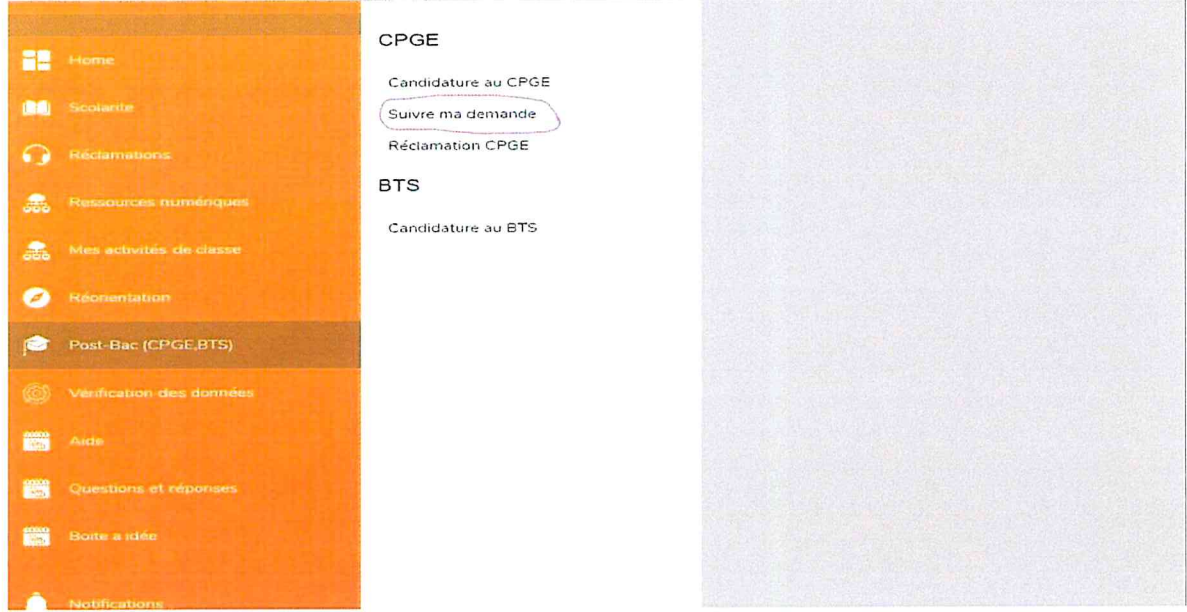 Home
Scolarite
Réclamations
Ressources numériques
Mes activités de classe
Réorientation
Post-Bac (CPGE,BTS)
Vérification des données
Aide
Questions et réponses
Boite a idée
Notifications
CPGE
Candidature au CPGE
Suivre ma demande
Réclamation CPGE
BTS
Candidature au BTS